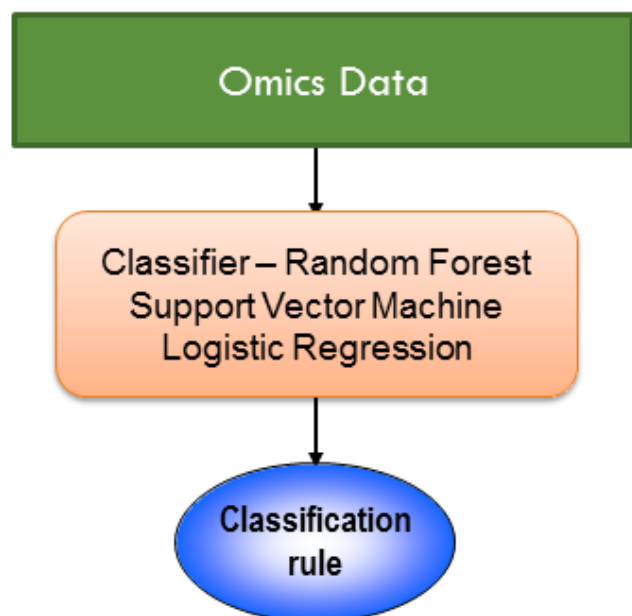 Omics Data
Classifier – Random Forest
Support Vector Machine
Logistic Regression
Classification
rule